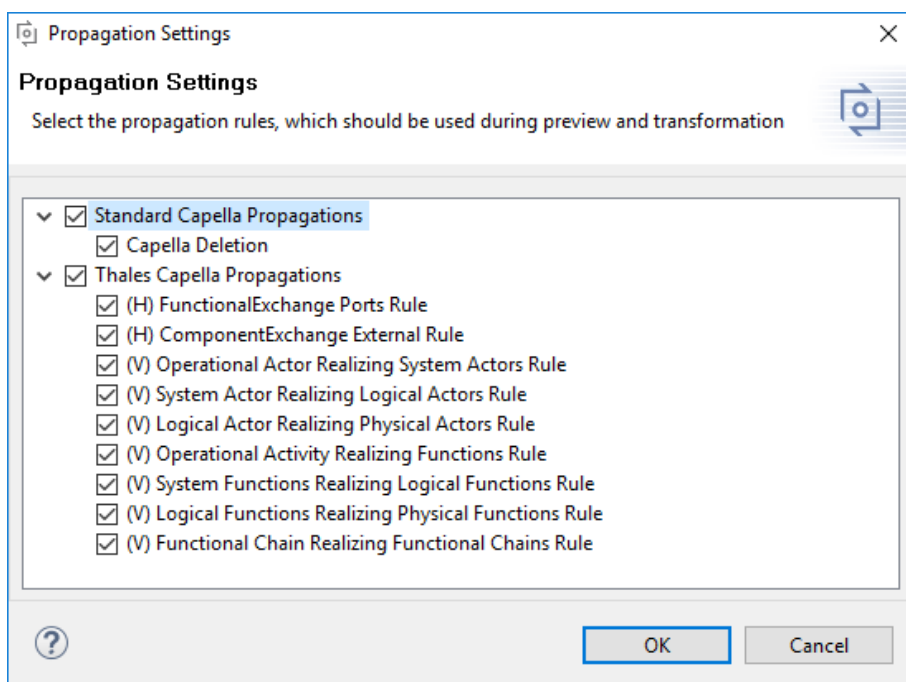 Propagation Settings
Propagation Settings
Select the propagation rules, which should be used during preview and transformation
Standard Capella Propagations
Capella Deletion
Thales Capella Propagations
(H) FunctionalExchange Ports Rule
(H) ComponentExchange External Rule
(V) Operational Actor Realizing System Actors Rule
(V) System Actor Realizing Logical Actors Rule
(V) Logical Actor Realizing Physical Actors Rule
(V) Operational Activity Realizing Functions Rule
(V) System Functions Realizing Logical Functions Rule
(V) Logical Functions Realizing Physical Functions Rule
(V) Functional Chain Realizing Functional Chains Rule
?
OK
Cancel